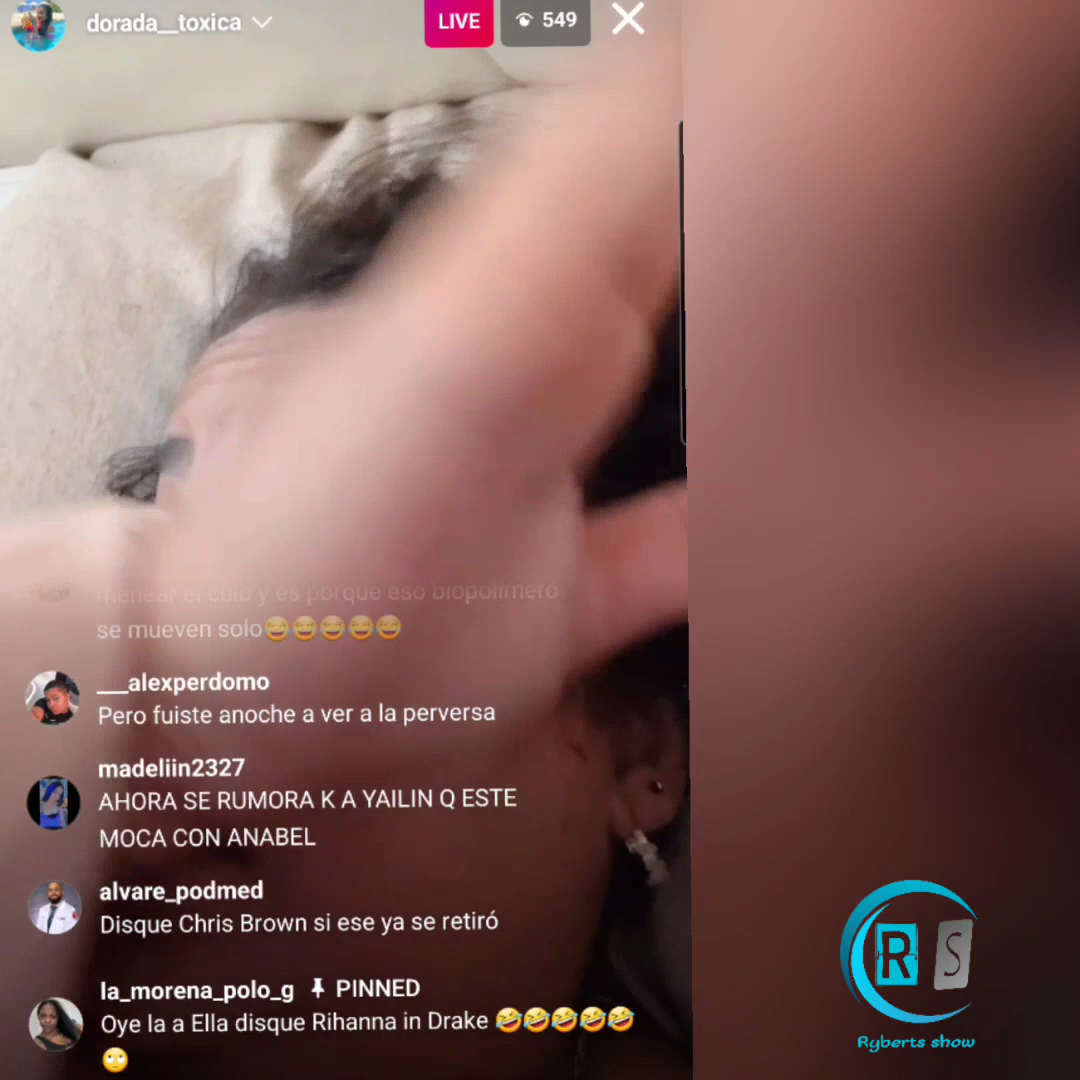 dorada__toxica
LIVE
549
menear el culo y es porque eso biopolimero
se mueven solo😂😂😂😂😂
___alexperdomo
Pero fuiste anoche a ver a la perversa
madeliin2327
AHORA SE RUMORA K A YAILIN Q ESTE
MOCA CON ANABEL
alvare_podmed
Disque Chris Brown si ese ya se retiró
la_morena_polo_g PINNED
Oye la a Ella disque Rihanna in Drake 🤣🤣🤣🤣🤣
🙄
R S
Ryberts show